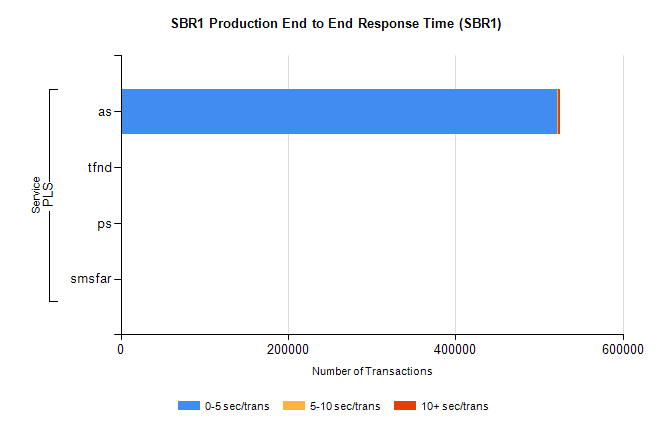 SBR1 Production End to End Response Time (SBR1)
as
tfnd
Service
PLS
ps
smsfar
0
200000
400000
600000
Number of Transactions
0-5 sec/trans
5-10 sec/trans
10+ sec/trans